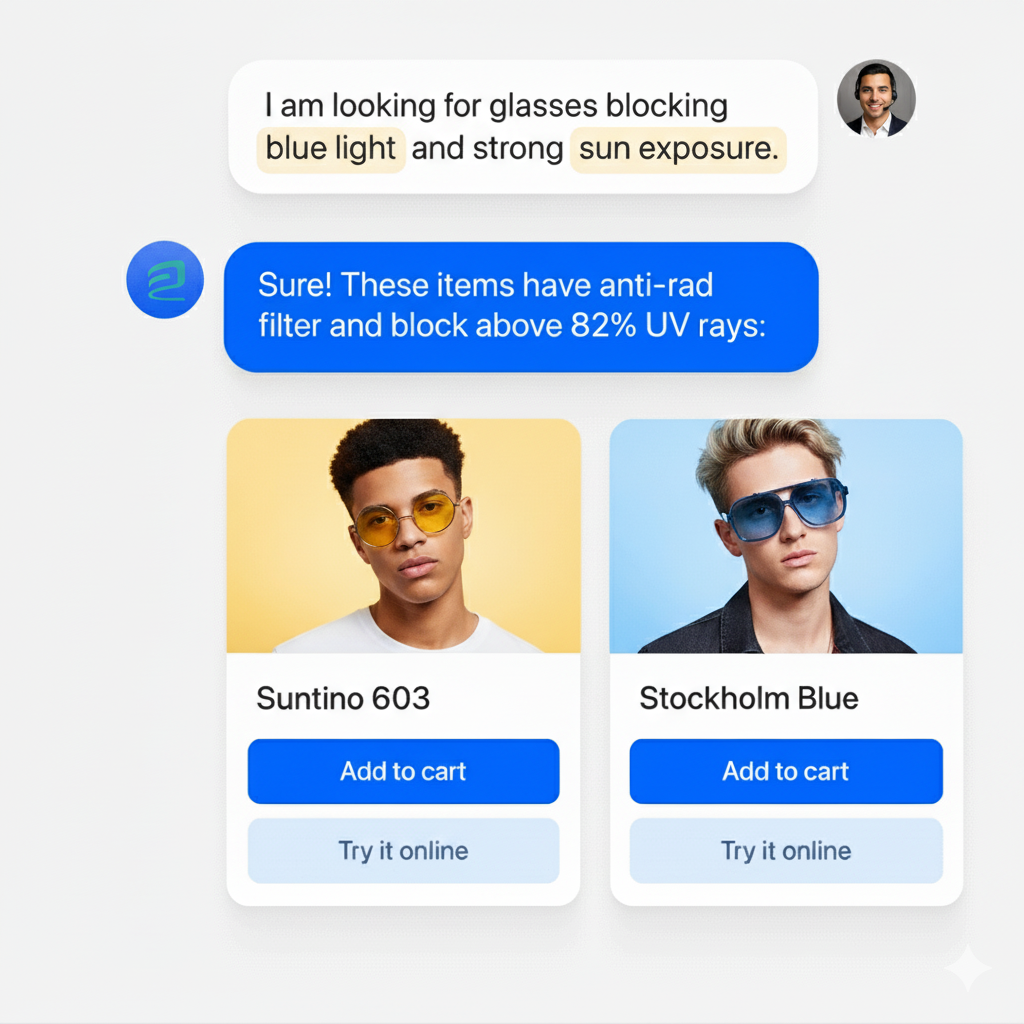 I am looking for glasses blocking
blue light and strong sun exposure.
Sure! These items have anti-rad
filter and block above 82% UV rays:
Suntino 603
Stockholm Blue
Add to cart
Add to cart
Try it online
Try it online